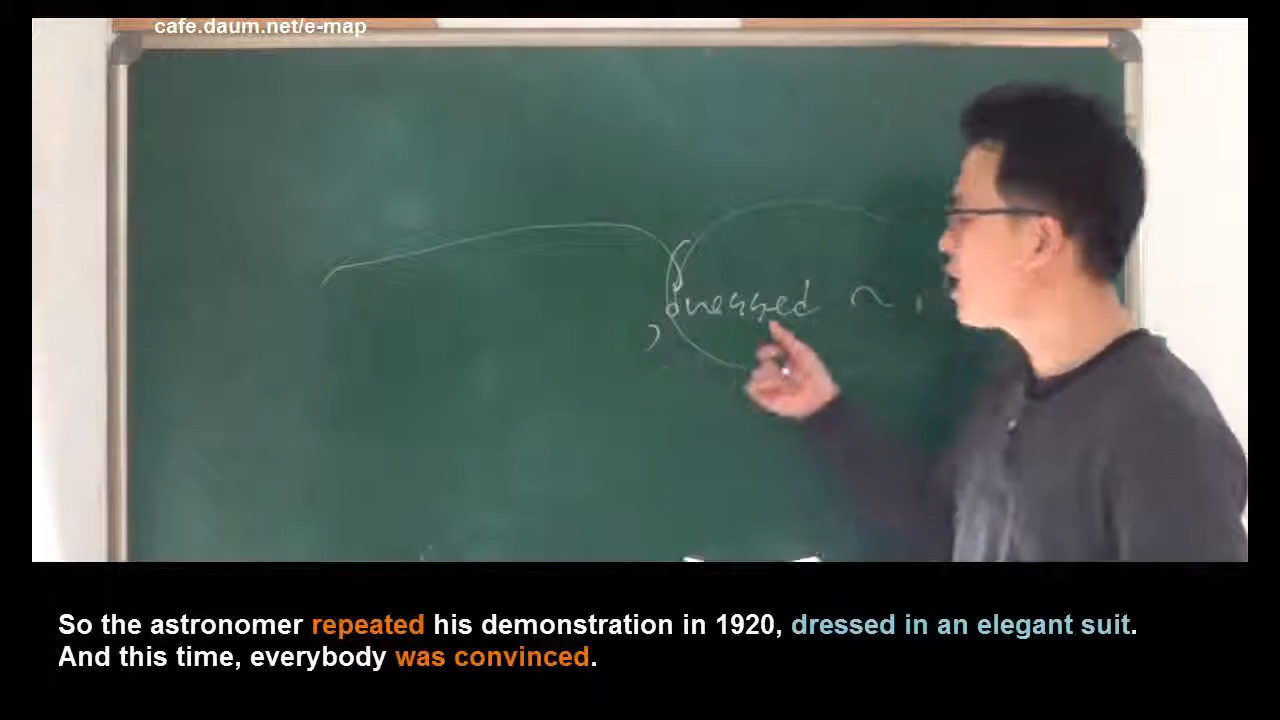 cafe.daum.net/e-map
dressed ~ ,
So the astronomer repeated his demonstration in 1920, dressed in an elegant suit.
And this time, everybody was convinced.